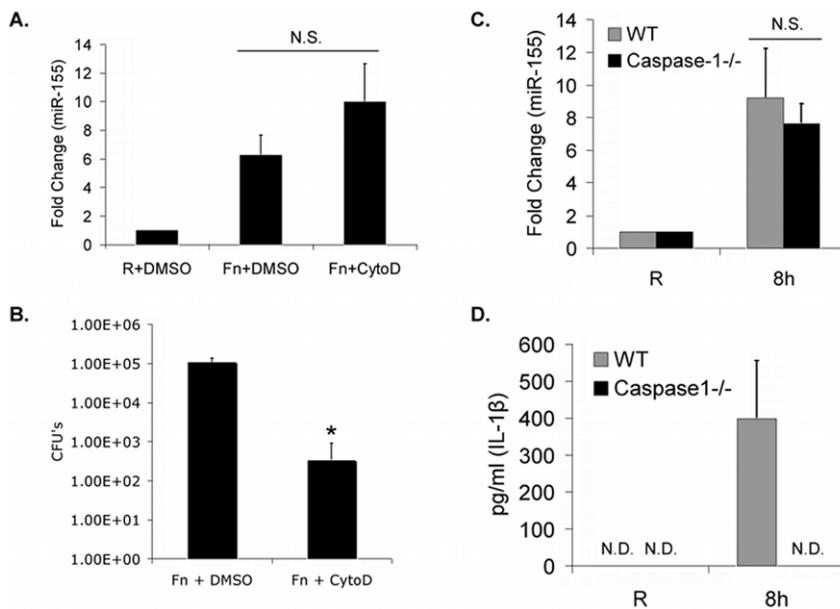 A.
N.S.
Fold Change (miR-155)
14
12
10
8
6
4
2
0
R+DMSO Fn+DMSO Fn+CytoD
B.
CFU's
1.00E+06
1.00E+05
1.00E+04
1.00E+03
1.00E+02
1.00E+01
1.00E+00
*
Fn + DMSO Fn + CytoD
C.
WT
Caspase-1-/-
N.S.
Fold Change (miR-155)
14
12
10
8
6
4
2
0
R 8h
D.
WT
Caspase1-/-
pg/ml (IL-1β)
600
500
400
300
200
100
0
N.D. N.D. N.D.
R 8h